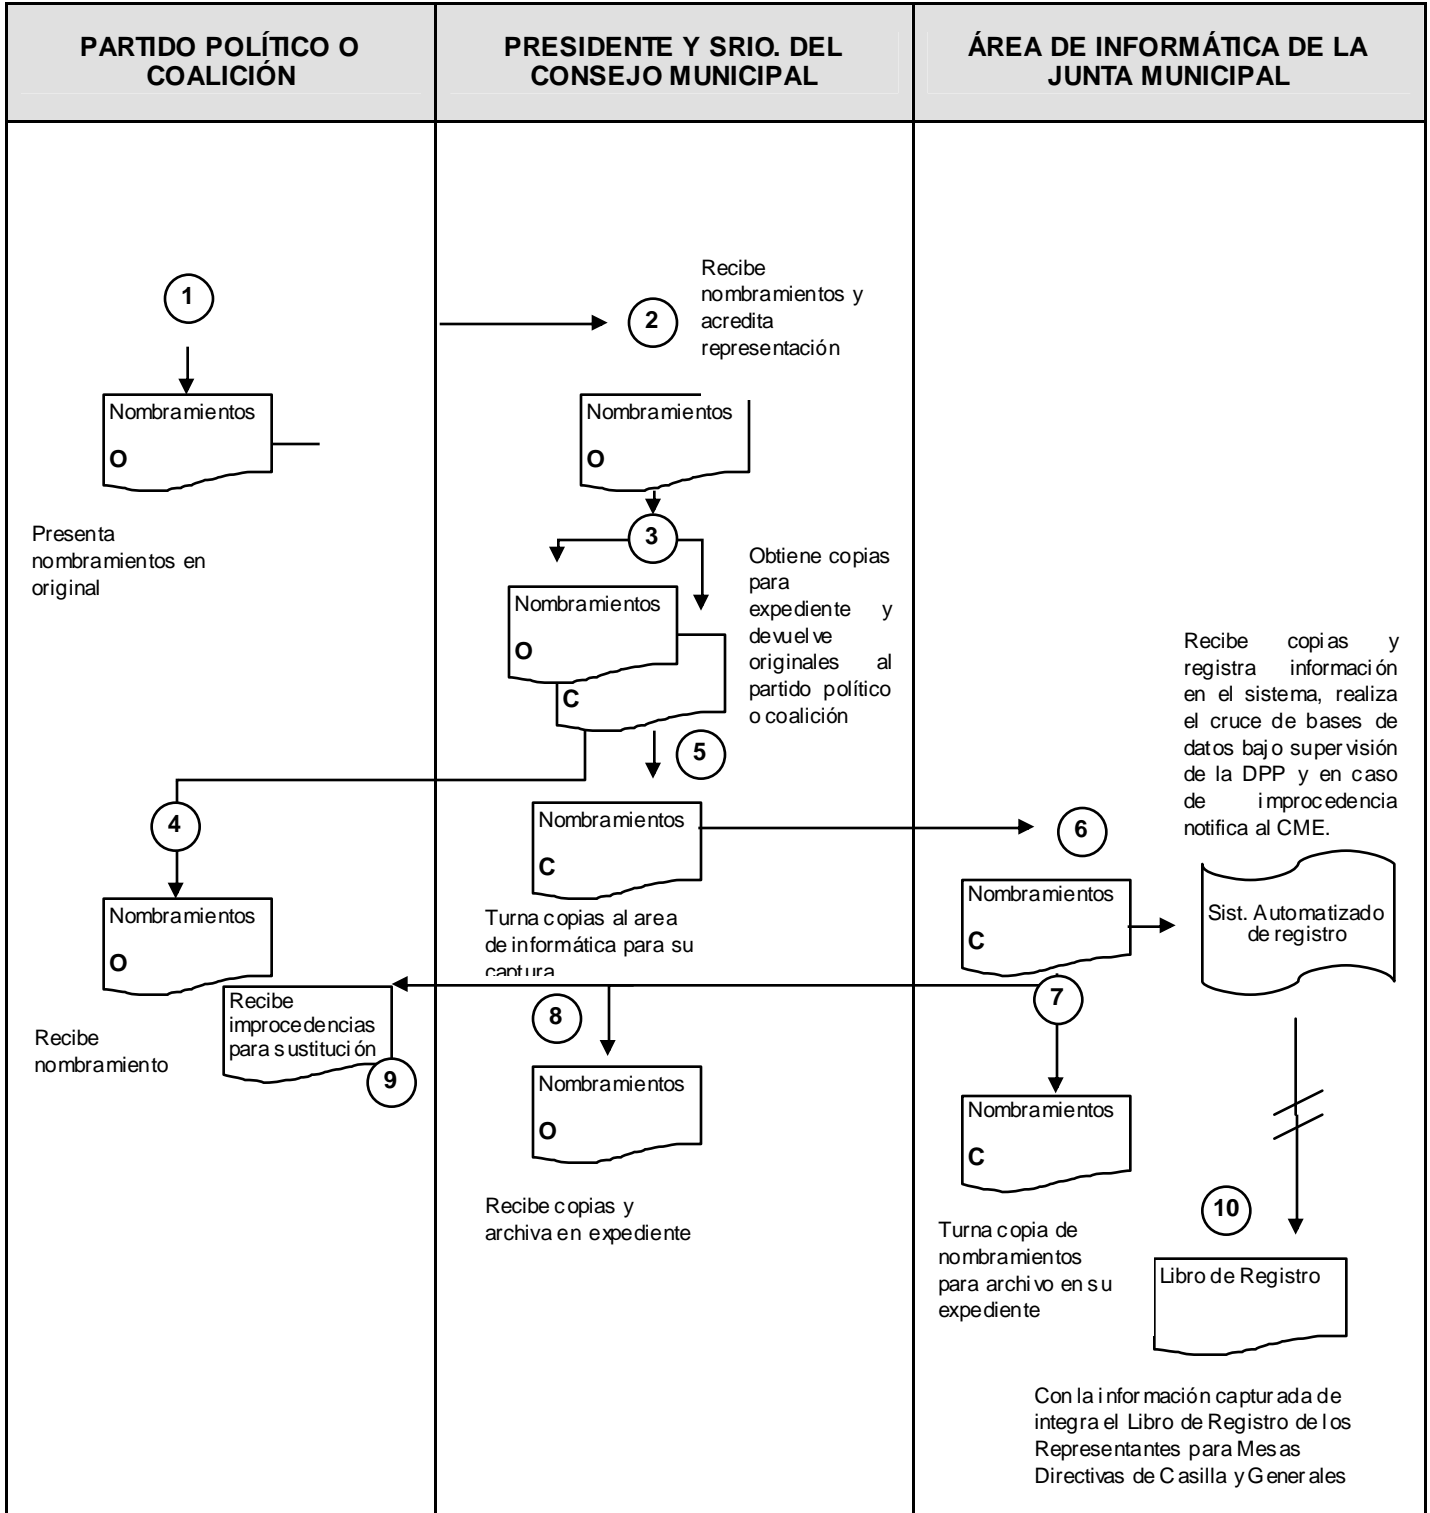 PARTIDO POLÍTICO O
COALICIÓN
PRESIDENTE Y SRIO. DEL
CONSEJO MUNICIPAL
ÁREA DE INFORMÁTICA DE LA
JUNTA MUNICIPAL
1
Nombramientos
O
Presenta
nombramientos en
original
2
Recibe
nombramientos y
acredita
representación
Nombramientos
O
3
Nombramientos
O
C
Obtiene copias
para
expediente y
devuelve
originales al
partido político
o coalición
4
Nombramientos
O
Recibe
nombramiento
5
Nombramientos
C
Turna copias al area
de informática para su
captura
6
Recibe copias y
registra información
en el sistema, realiza
el cruce de bases de
datos bajo supervisión
de la DPP y en caso
de improcedencia
notifica al CME.
Nombramientos
C
Sist. Automatizado
de registro
7
Nombramientos
C
Turna copia de
nombramientos
para archivo en su
expediente
8
Nombramientos
O
Recibe copias y
archiva en expediente
Recibe
improcedencias
para sustitución
9
10
Libro de Registro
Con la información capturada de
integra el Libro de Registro de los
Representantes para Mesas
Directivas de Casilla y Generales